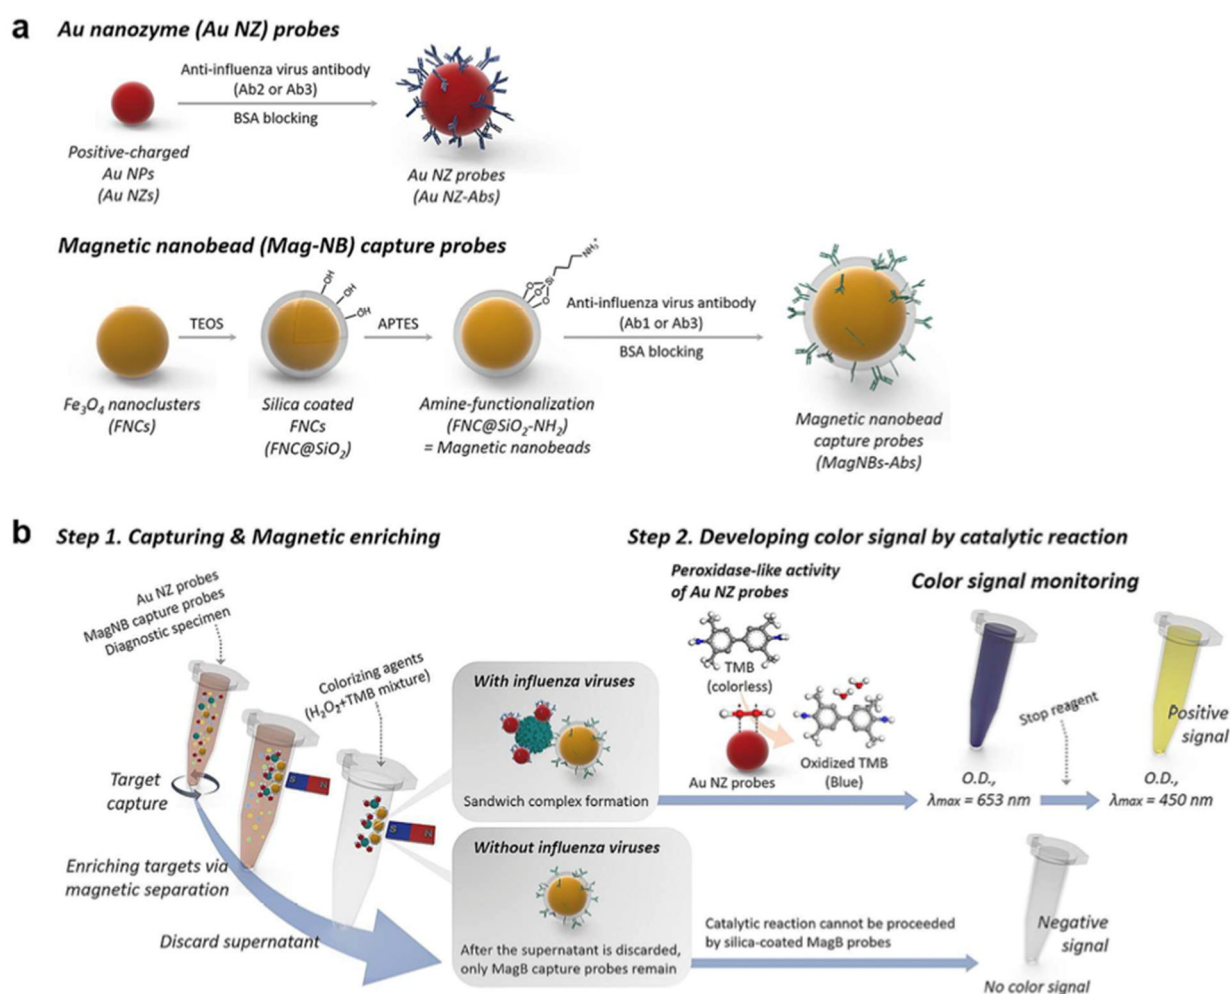 a
Au nanozyme (Au NZ) probes
Anti-influenza virus antibody
(Ab2 or Ab3)
BSA blocking
Positive-charged
Au NPs
(Au NZs)
Au NZ probes
(Au NZ-Abs)
Magnetic nanobead (Mag-NB) capture probes
OH
OH
OH
O
O
O
Si
NH₃⁺
TEOS
APTES
Anti-influenza virus antibody
(Ab1 or Ab3)
BSA blocking
Fe₃O₄ nanoclusters
(FNCs)
Silica coated
FNCs
(FNC@SiO₂)
Amine-functionalization
(FNC@SiO₂-NH₂)
= Magnetic nanobeads
Magnetic nanobead
capture probes
(MagNBs-Abs)
b
Step 1. Capturing & Magnetic enriching
Au NZ probes
MagNB capture probes
Diagnostic specimen
Colorizing agents
(H₂O₂+TMB mixture)
Target
capture
S N
S N
Enriching targets via
magnetic separation
Discard supernatant
With influenza viruses
Sandwich complex formation
Without influenza viruses
After the supernatant is discarded,
only MagB capture probes remain
Step 2. Developing color signal by catalytic reaction
Peroxidase-like activity
of Au NZ probes
TMB
(colorless)
Au NZ probes
Oxidized TMB
(Blue)
Color signal monitoring
Stop reagent
Positive
signal
O.D.,
λmax = 653 nm
O.D.,
λmax = 450 nm
Catalytic reaction cannot be proceeded
by silica-coated MagB probes
Negative
signal
No color signal